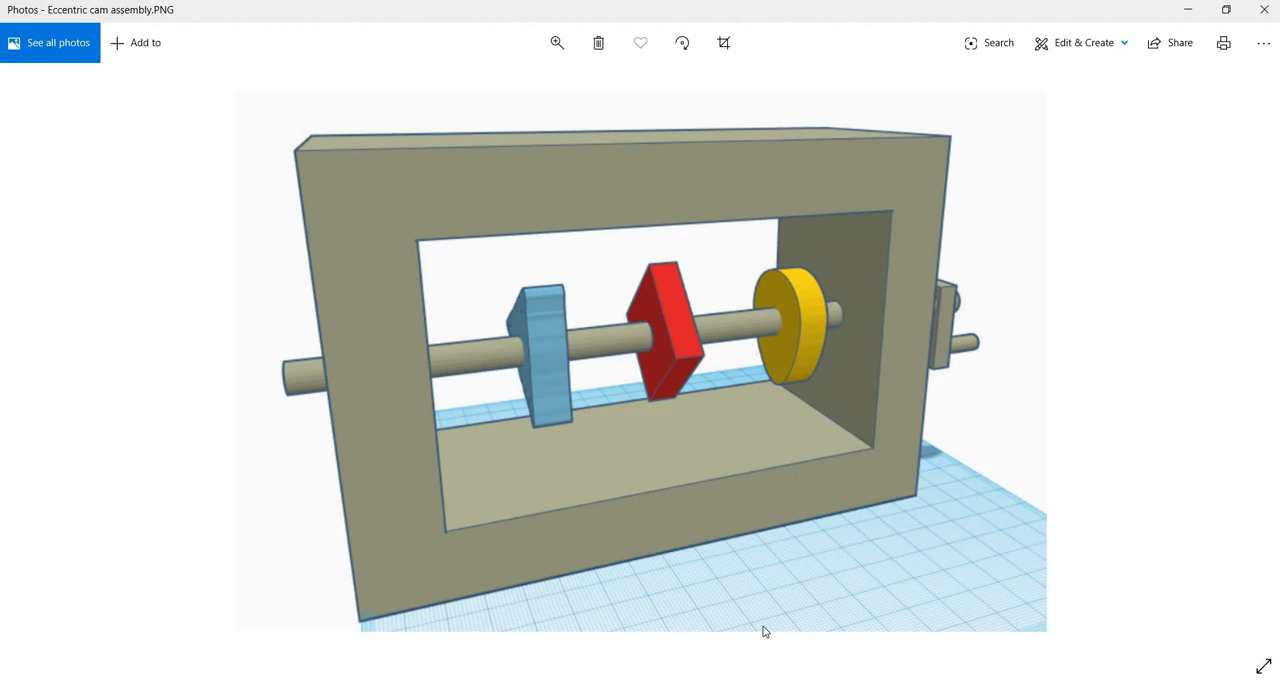 Photos - Eccentric cam assembly.PNG
See all photos
Add to
Search
Edit & Create
Share